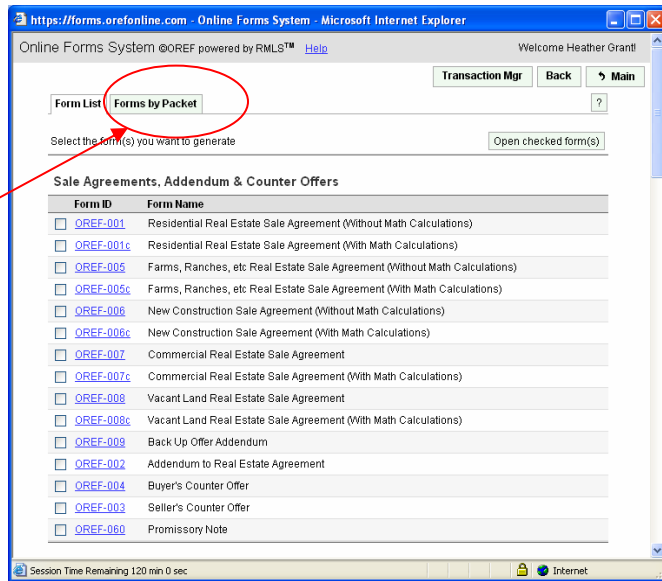 https://forms.orefonline.com - Online Forms System - Microsoft Internet Explorer
Online Forms System ©OREF powered by RMLS™ Help Welcome Heather Grant!
Transaction Mgr Back Main
Form List Forms by Packet ?
Select the form(s) you want to generate Open checked form(s)
Sale Agreements, Addendum & Counter Offers
Form ID Form Name
OREF-001 Residential Real Estate Sale Agreement (Without Math Calculations)
OREF-001c Residential Real Estate Sale Agreement (With Math Calculations)
OREF-005 Farms, Ranches, etc Real Estate Sale Agreement (Without Math Calculations)
OREF-005c Farms, Ranches, etc Real Estate Sale Agreement (With Math Calculations)
OREF-006 New Construction Sale Agreement (Without Math Calculations)
OREF-006c New Construction Sale Agreement (With Math Calculations)
OREF-007 Commercial Real Estate Sale Agreement
OREF-007c Commercial Real Estate Sale Agreement (With Math Calculations)
OREF-008 Vacant Land Real Estate Sale Agreement
OREF-008c Vacant Land Real Estate Sale Agreement (With Math Calculations)
OREF-009 Back Up Offer Addendum
OREF-002 Addendum to Real Estate Agreement
OREF-004 Buyer's Counter Offer
OREF-003 Seller's Counter Offer
OREF-060 Promissory Note
Session Time Remaining 120 min 0 sec Internet